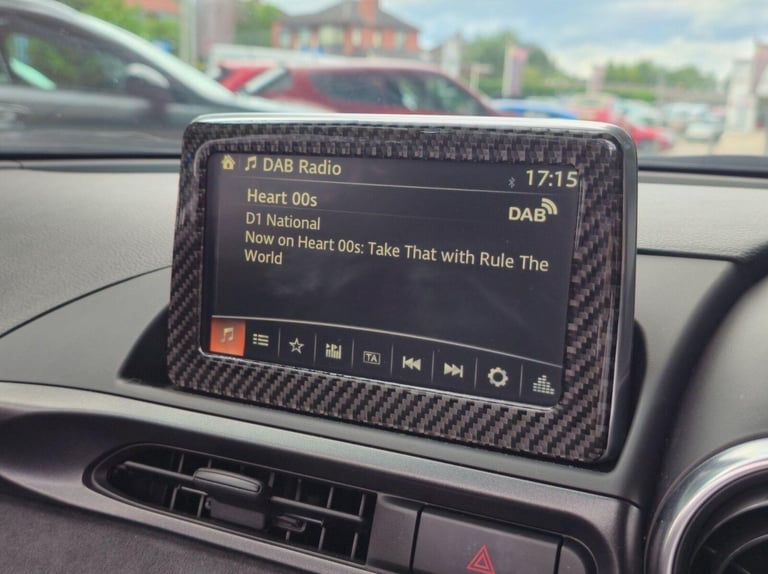 DAB Radio
17:15
Heart 00s
DAB
D1 National
Now on Heart 00s: Take That with Rule The
World
TA